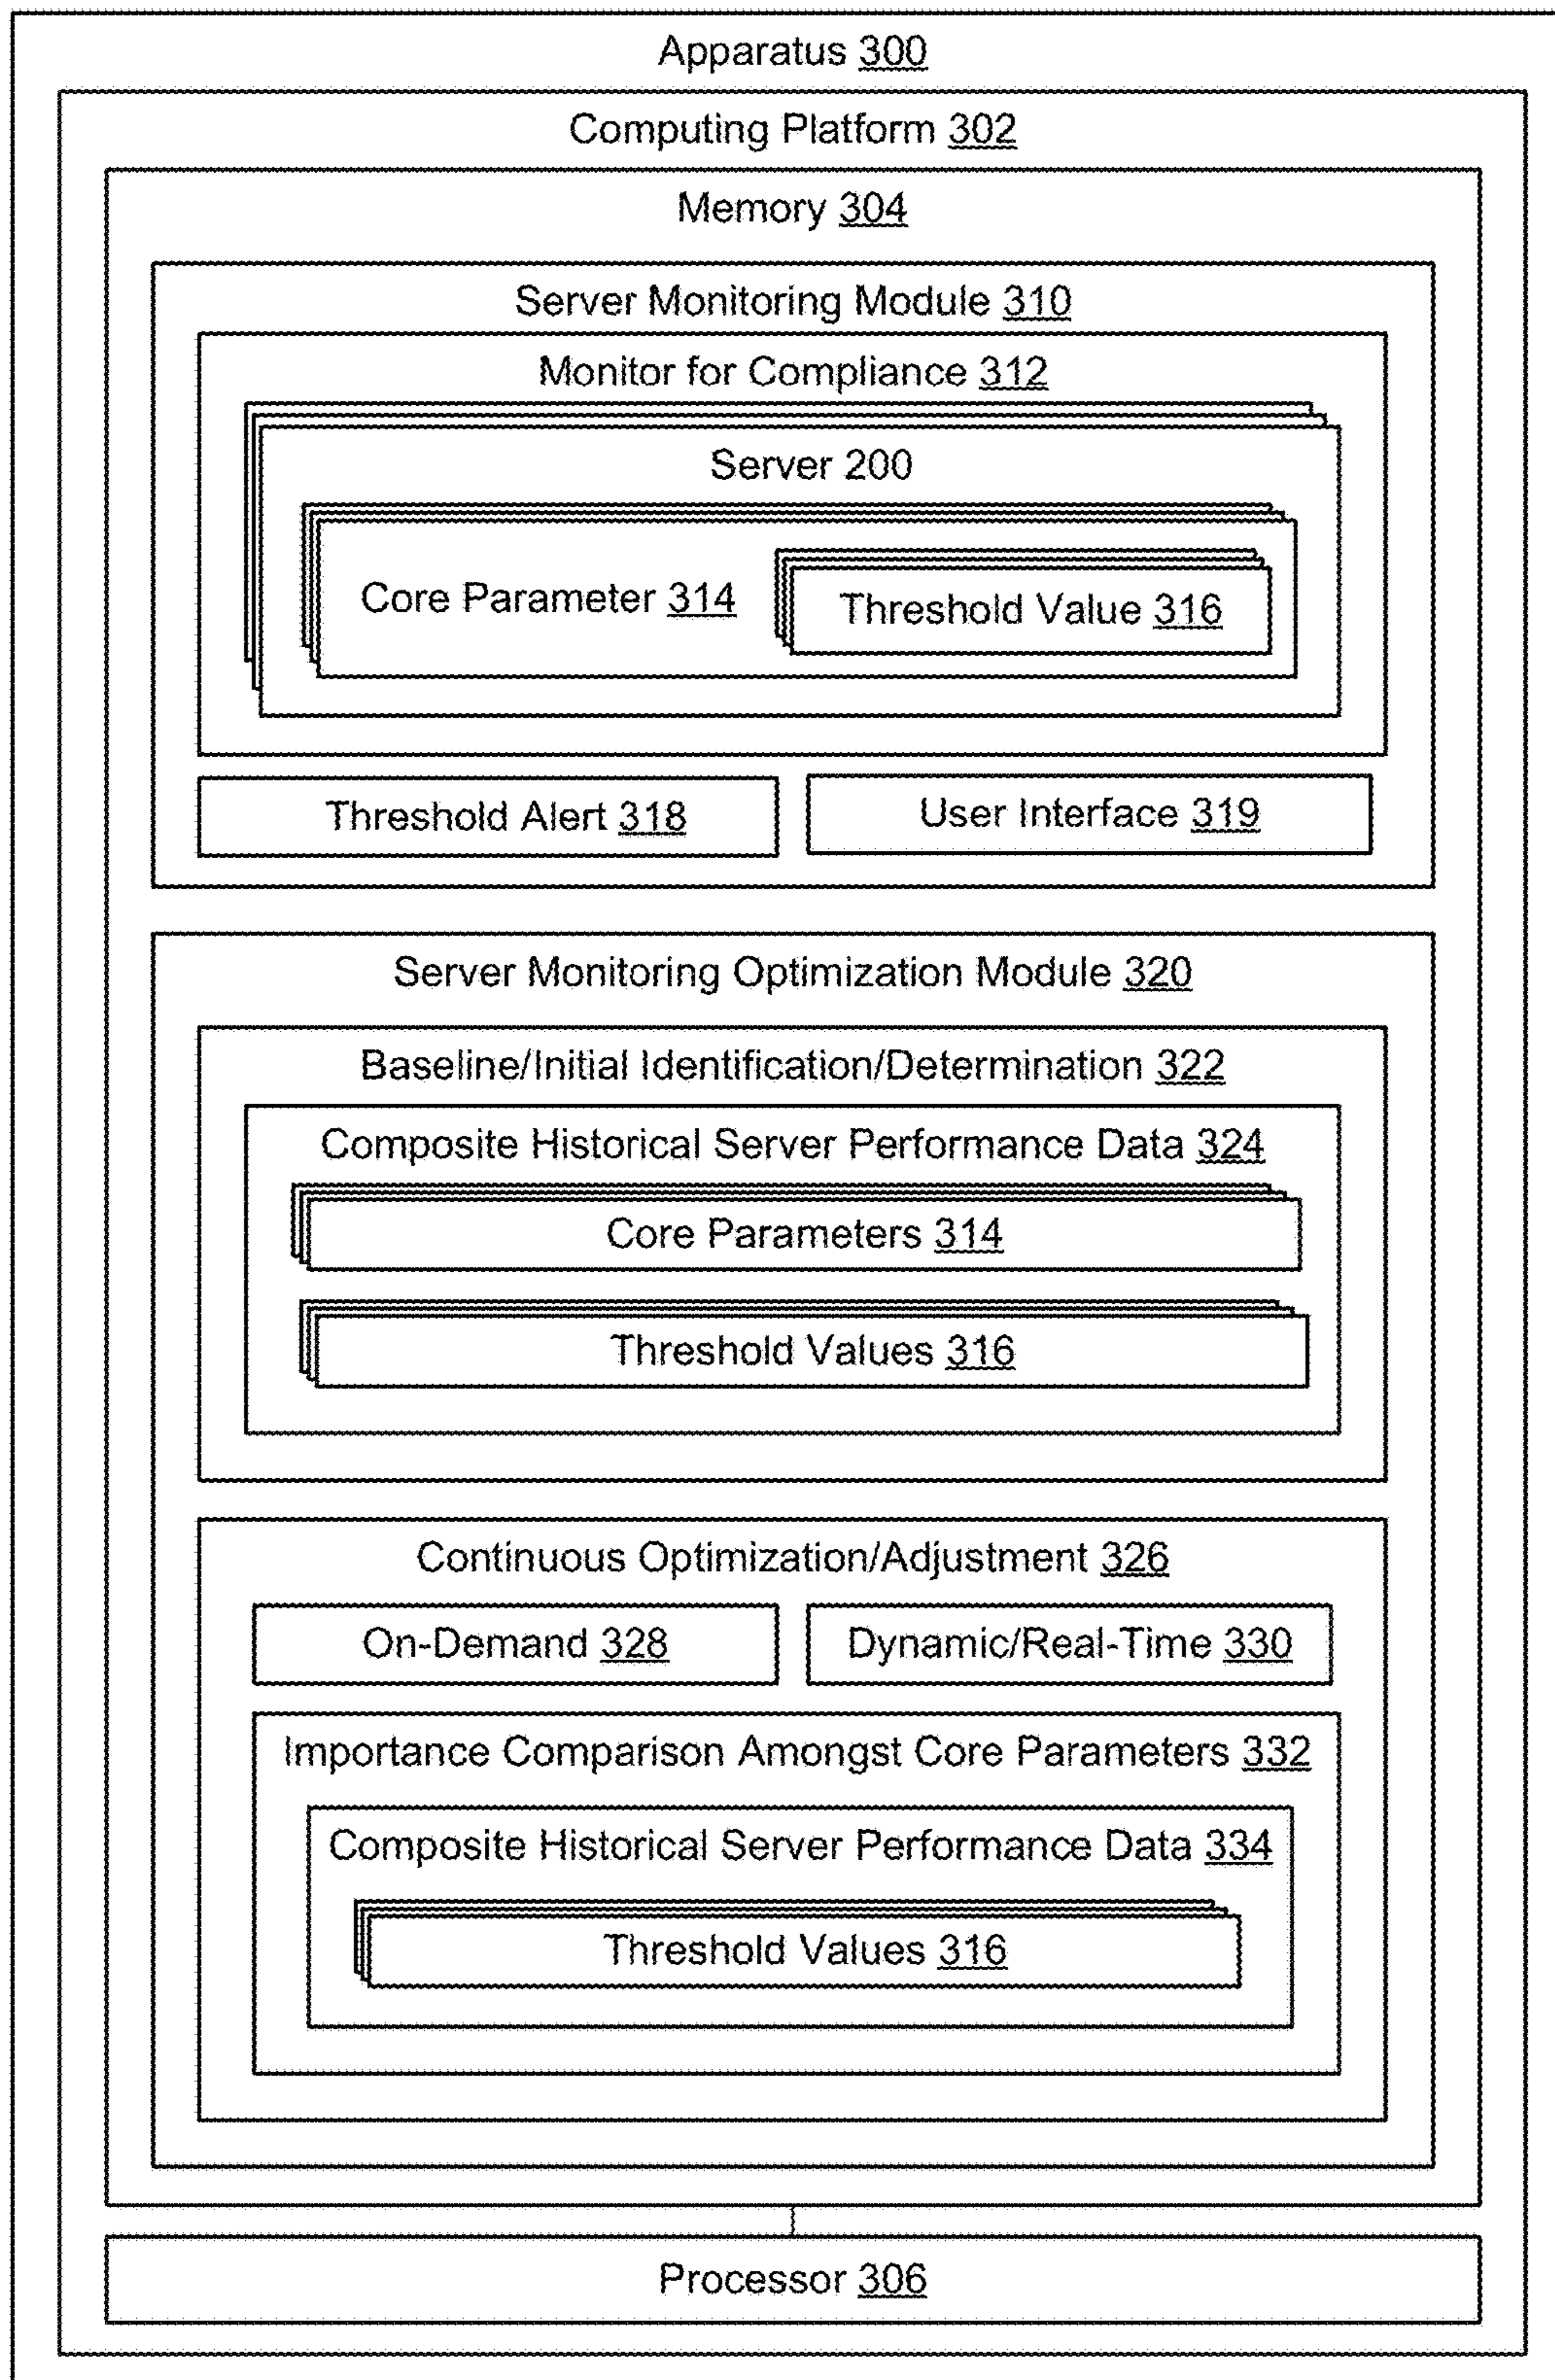 Apparatus 300
Computing Platform 302
Memory 304
Server Monitoring Module 310
Monitor for Compliance 312
Server 200
Core Parameter 314
Threshold Value 316
Threshold Alert 318
User Interface 319
Server Monitoring Optimization Module 320
Baseline/Initial Identification/Determination 322
Composite Historical Server Performance Data 324
Core Parameters 314
Threshold Values 316
Continuous Optimization/Adjustment 326
On-Demand 328
Dynamic/Real-Time 330
Importance Comparison Amongst Core Parameters 332
Composite Historical Server Performance Data 334
Threshold Values 316
Processor 306